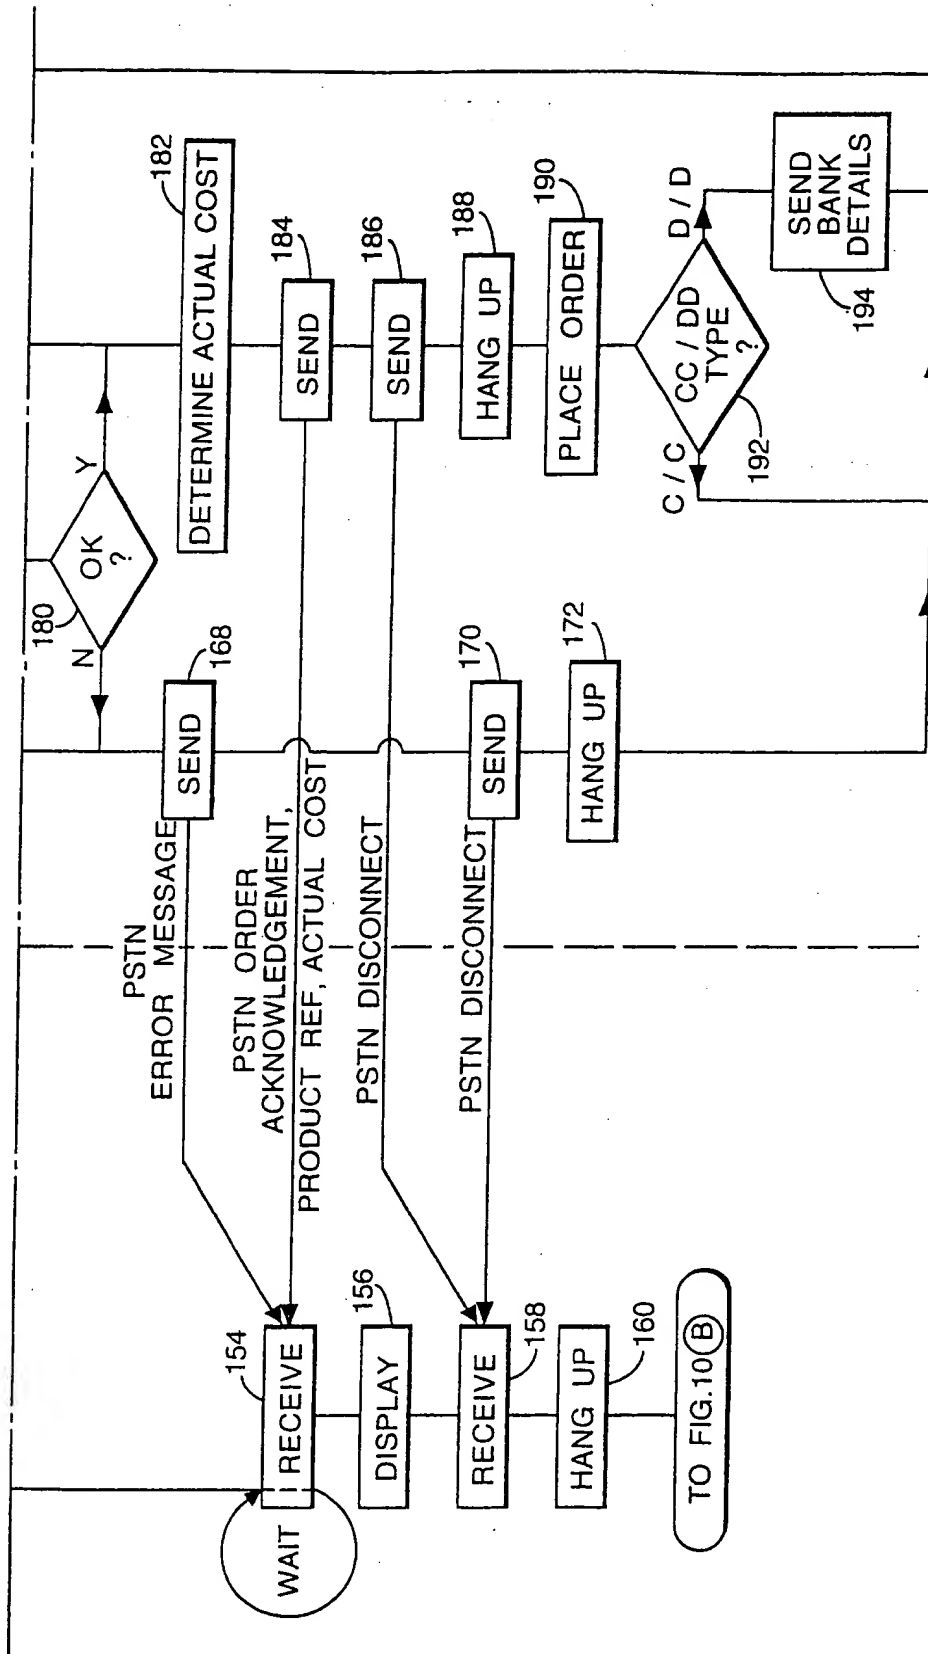 180
OK
?
N
Y
182
DETERMINE ACTUAL COST
168
SEND
PSTN
ERROR MESSAGE
184
SEND
PSTN ORDER
ACKNOWLEDGEMENT,
PRODUCT REF, ACTUAL COST
154
RECEIVE
WAIT
156
DISPLAY
186
SEND
PSTN DISCONNECT
170
SEND
PSTN DISCONNECT
158
RECEIVE
188
HANG UP
172
HANG UP
160
HANG UP
190
PLACE ORDER
TO FIG.10 B
CC / DD
TYPE
?
192
C / C
D / D
SEND
BANK
DETAILS
194